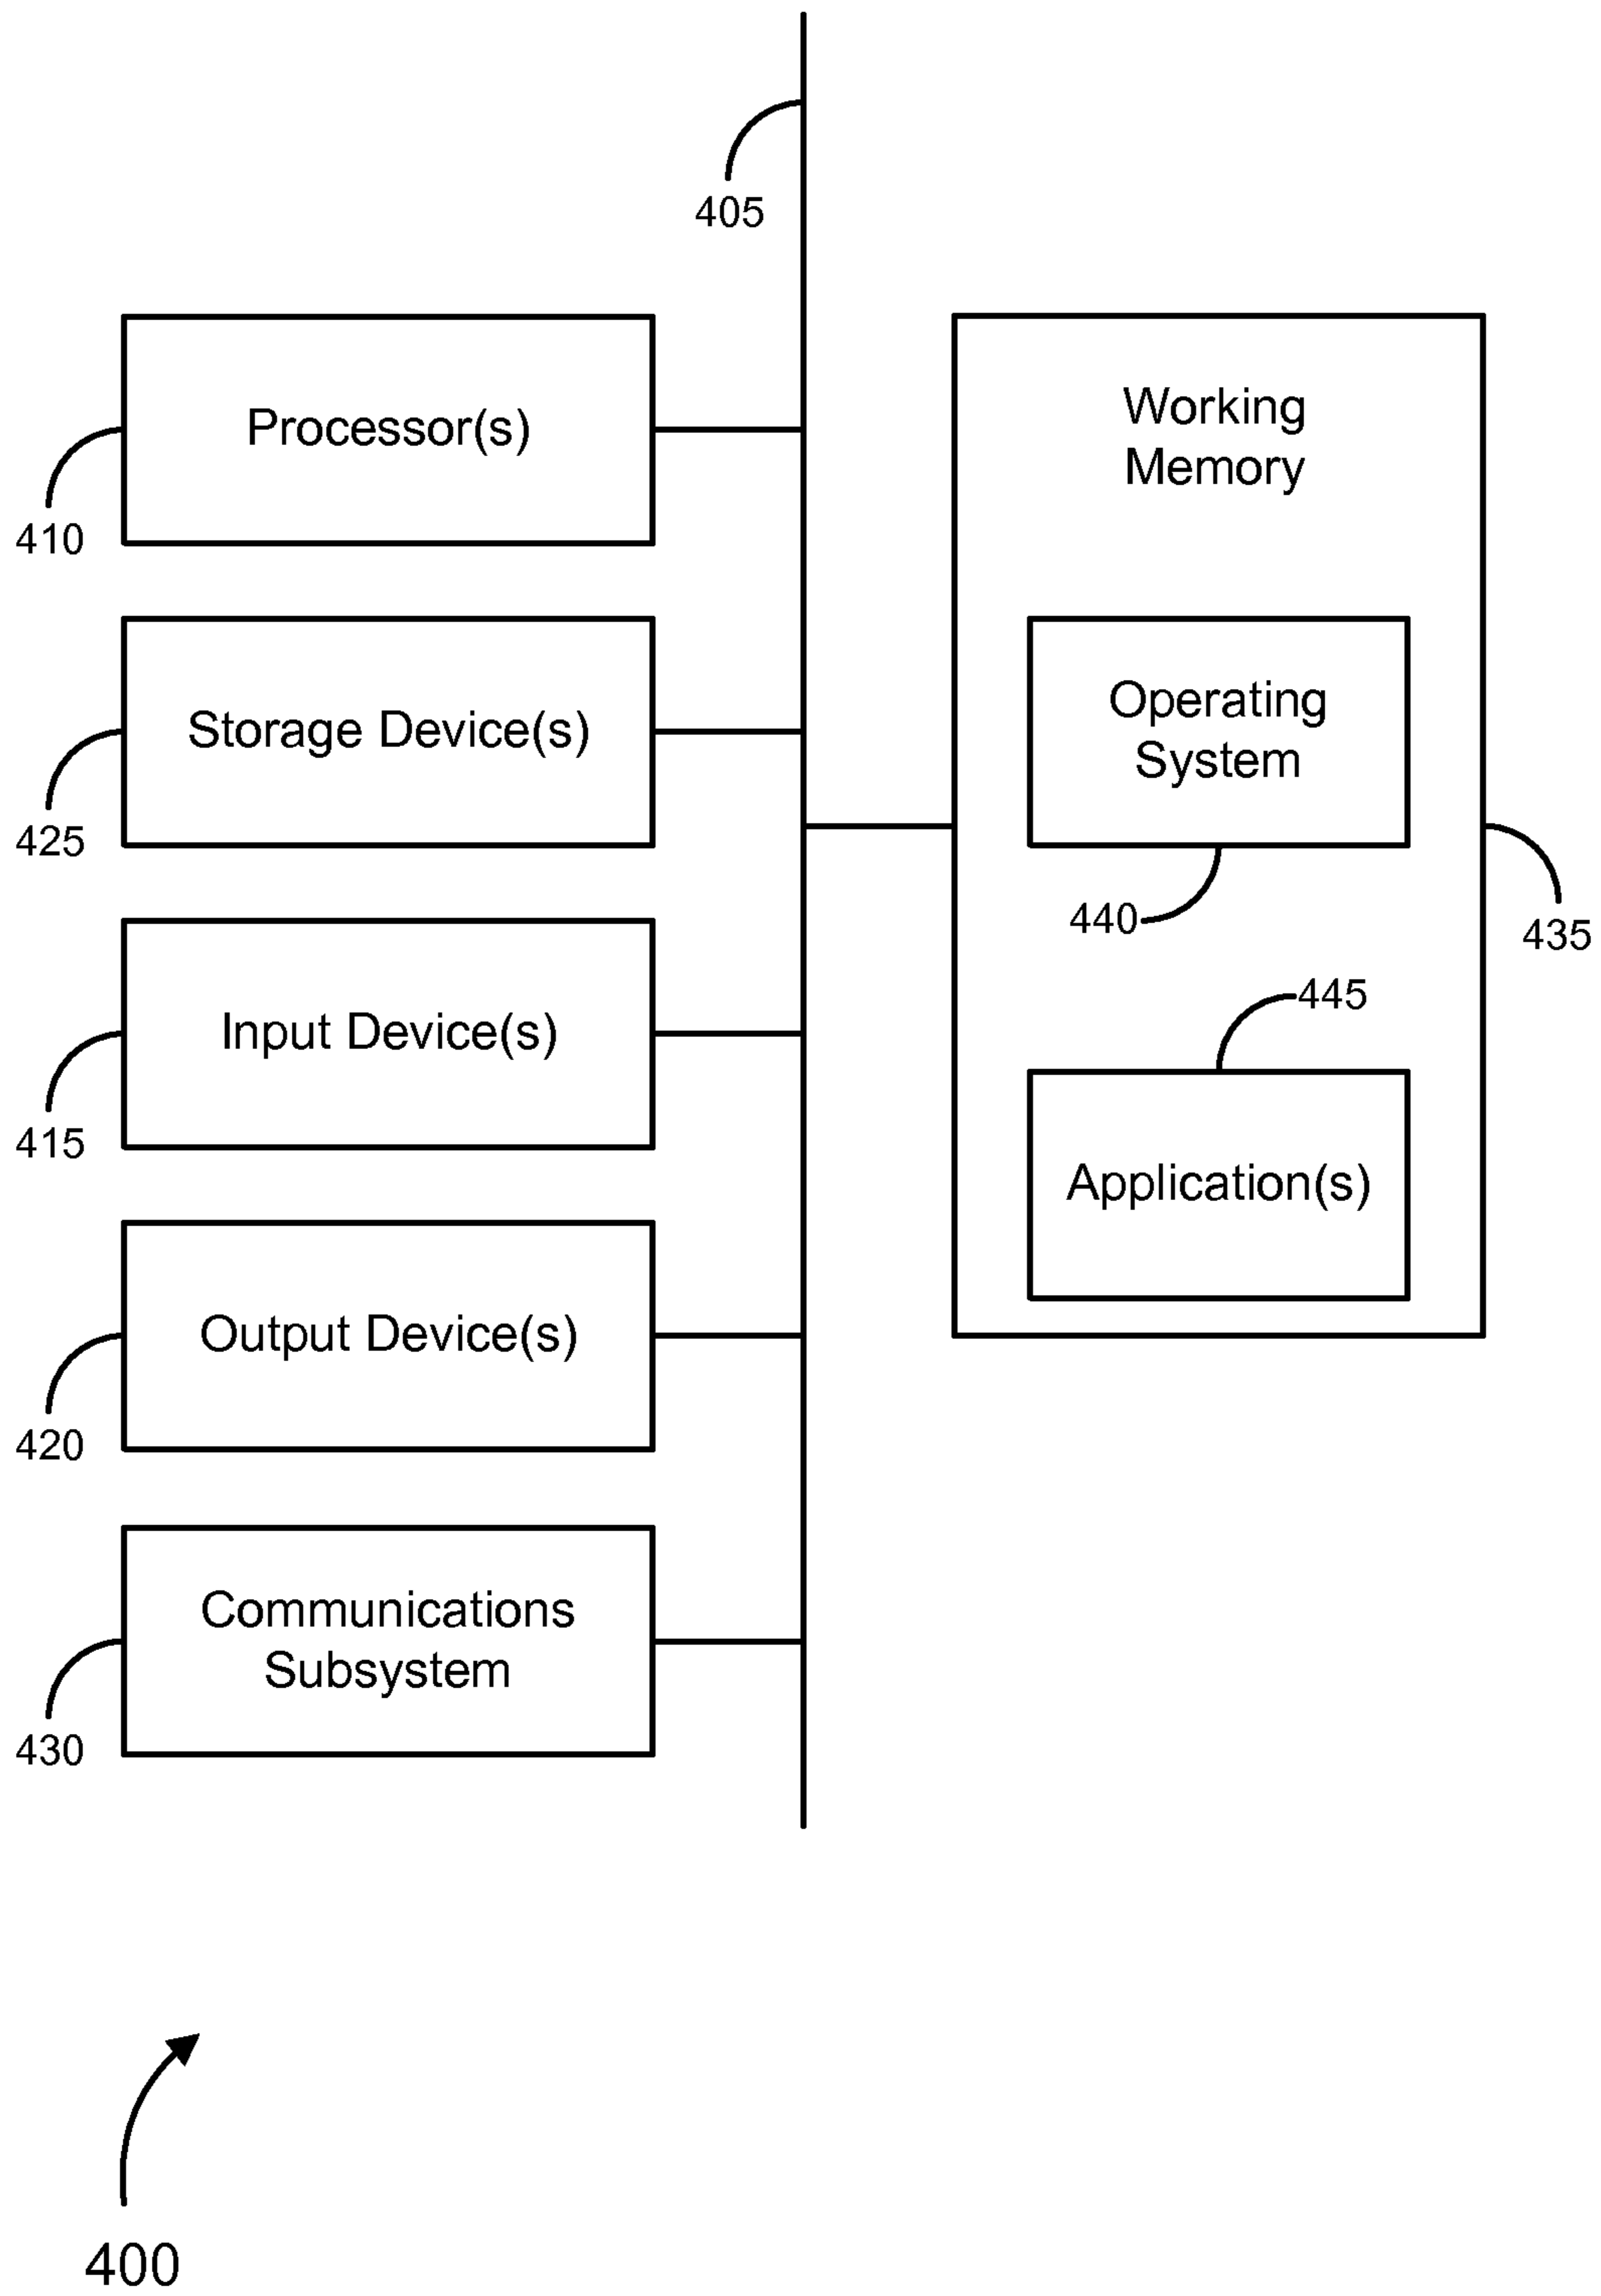 405
Processor(s)
410
Storage Device(s)
425
Input Device(s)
415
Output Device(s)
420
Communications
Subsystem
430
Working
Memory
Operating
System
440
435
445
Application(s)
400